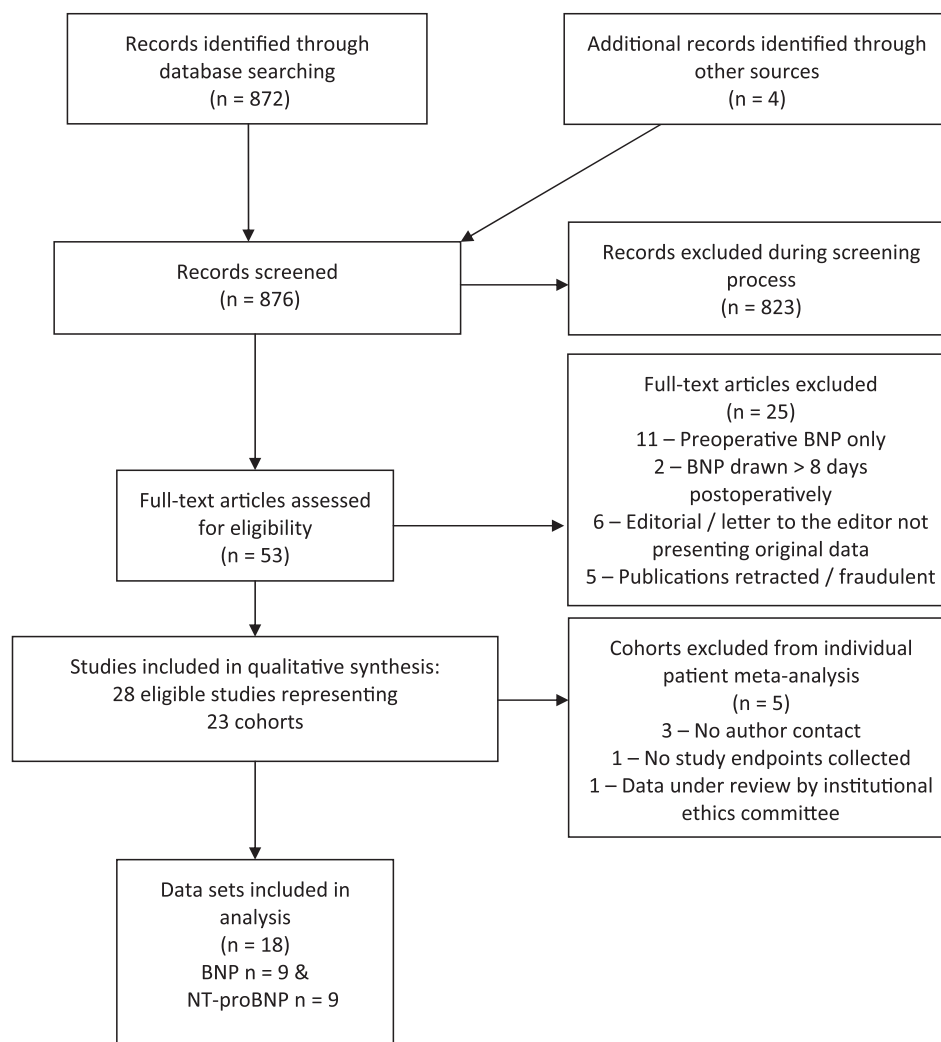 Records identified through
database searching
(n = 872)
Additional records identified through
other sources
(n = 4)
Records screened
(n = 876)
Records excluded during screening
process
(n = 823)
Full-text articles assessed
for eligibility
(n = 53)
Full-text articles excluded
(n = 25)
11 – Preoperative BNP only
2 – BNP drawn > 8 days
postoperatively
6 – Editorial / letter to the editor not
presenting original data
5 – Publications retracted / fraudulent
Studies included in qualitative synthesis:
28 eligible studies representing
23 cohorts
Cohorts excluded from individual
patient meta-analysis
(n = 5)
3 – No author contact
1 – No study endpoints collected
1 – Data under review by institutional
ethics committee
Data sets included in
analysis
(n = 18)
BNP n = 9 &
NT-proBNP n = 9